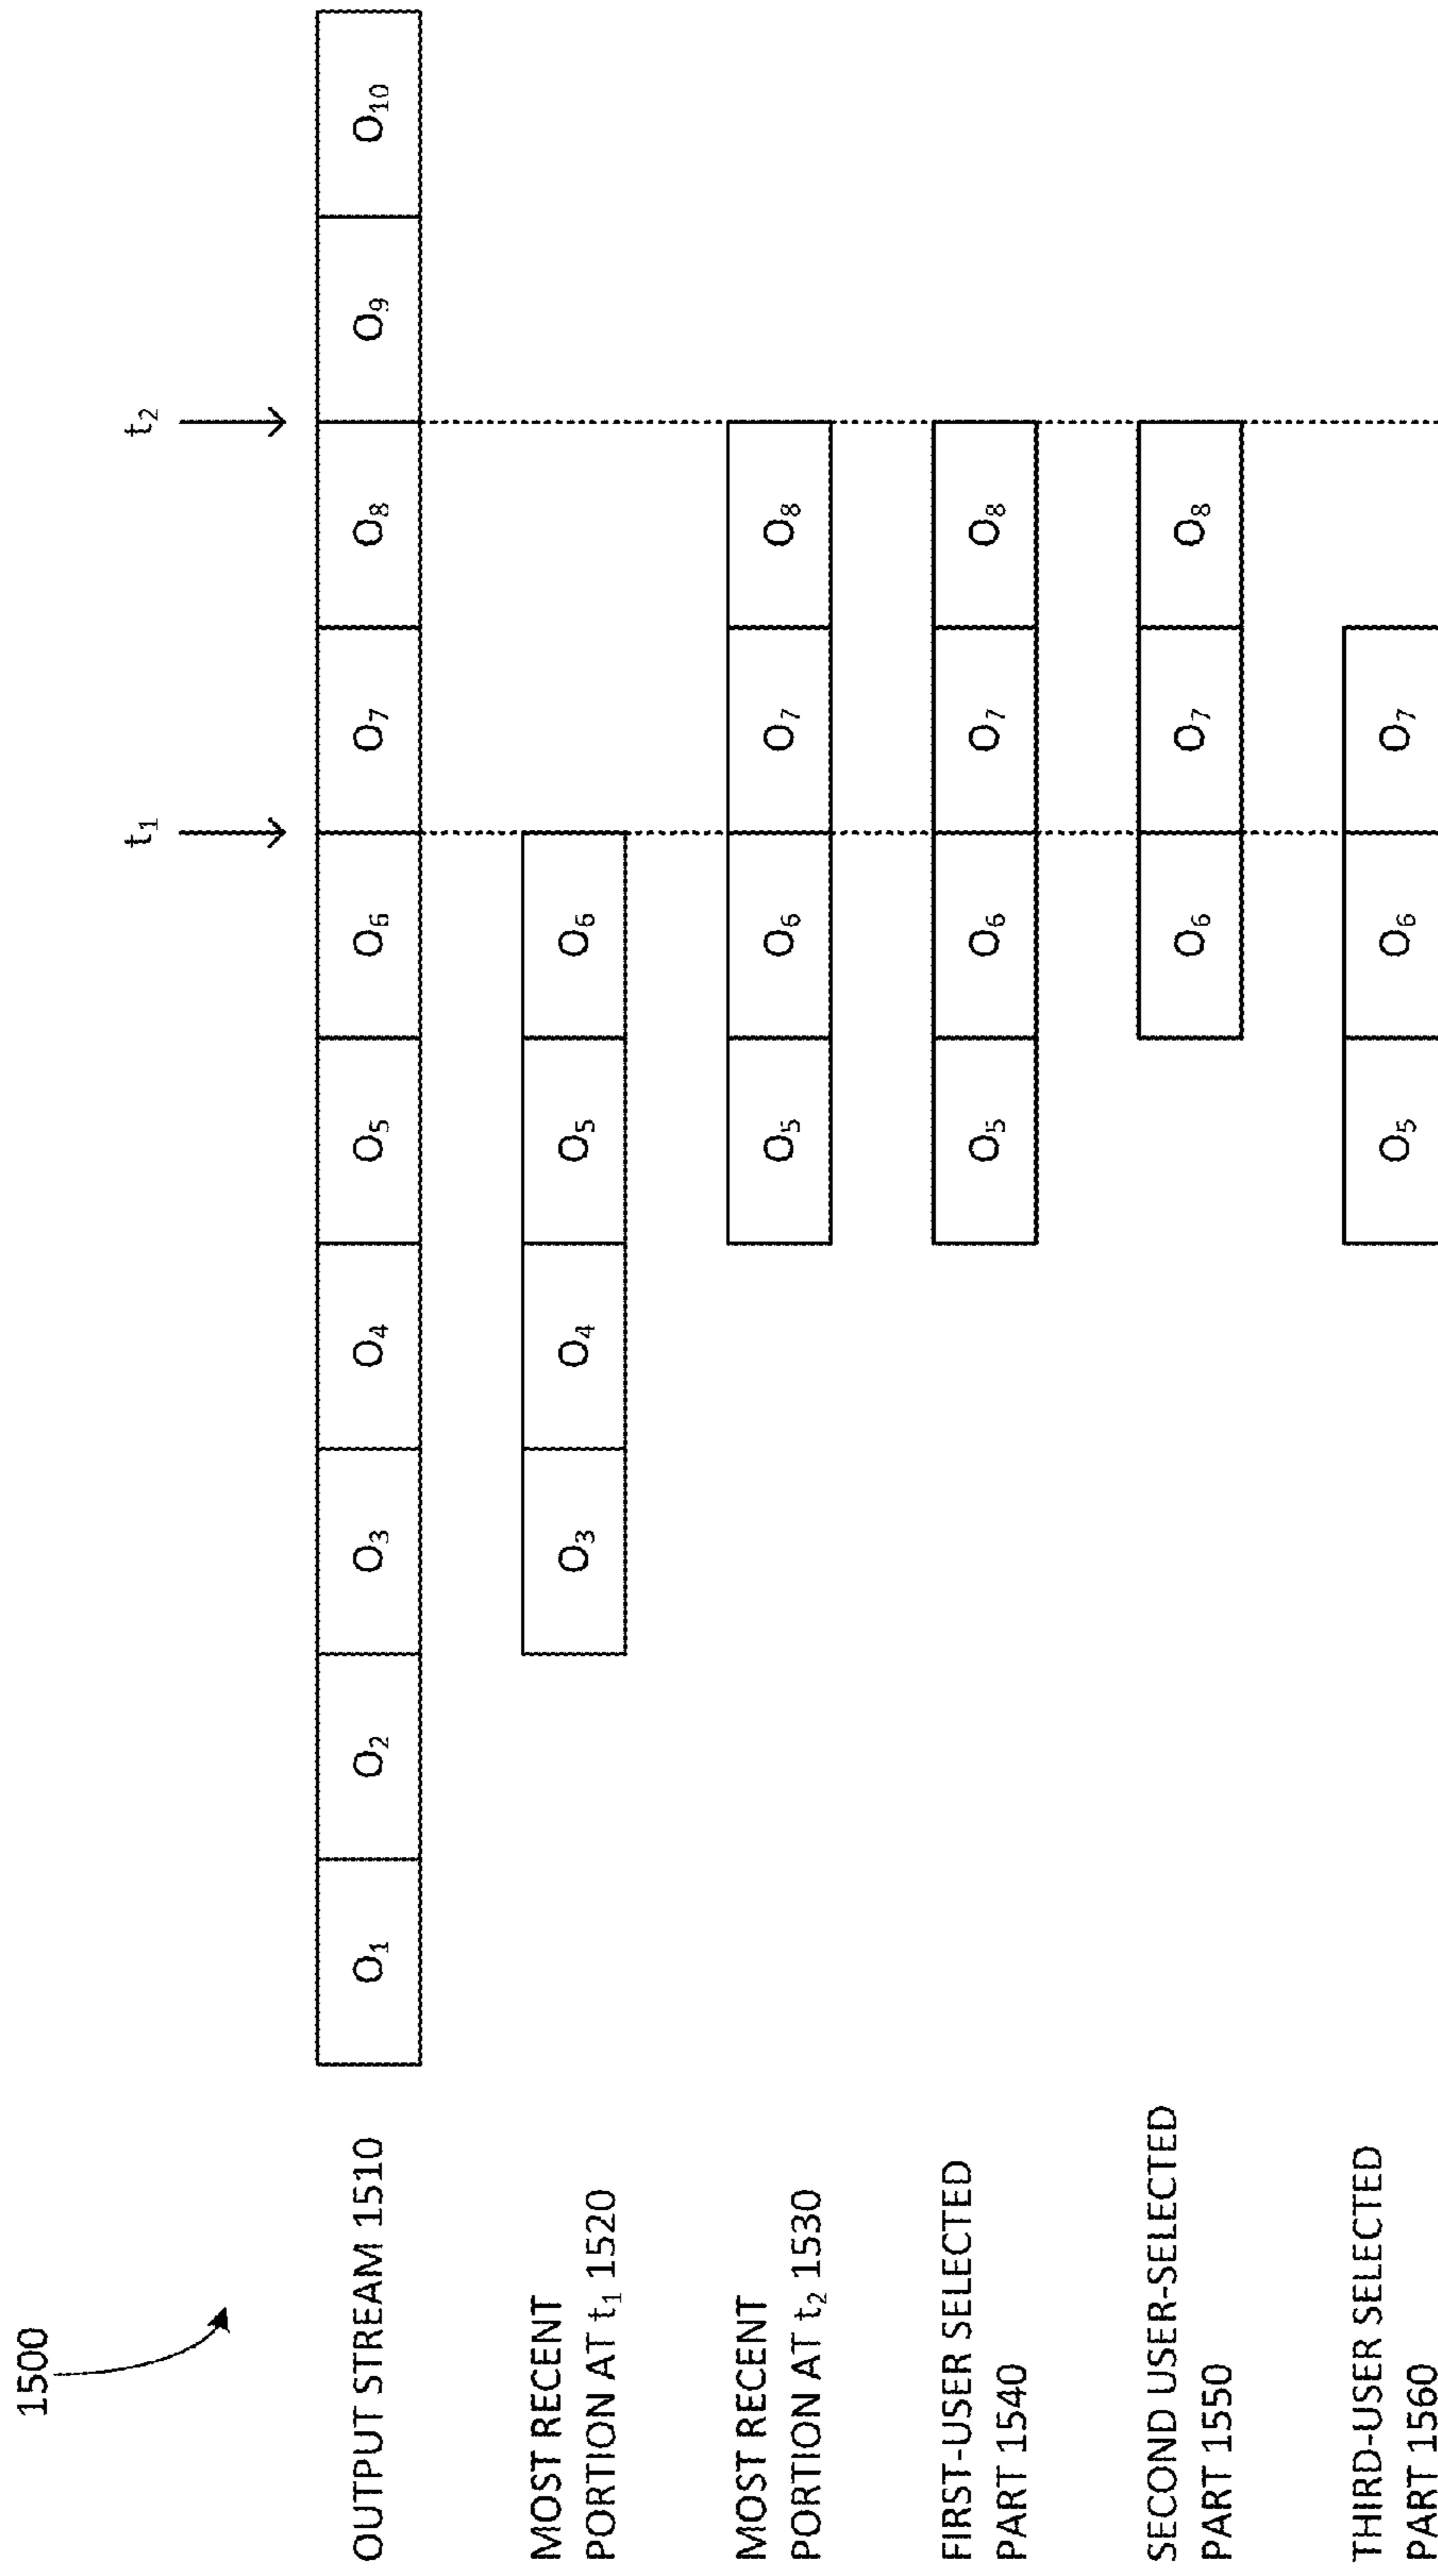 1500
t₁
t₂
OUTPUT STREAM 1510
O₁ O₂ O₃ O₄ O₅ O₆ O₇ O₈ O₉ O₁₀
MOST RECENT
PORTION AT t₁ 1520
O₃ O₄ O₅ O₆
MOST RECENT
PORTION AT t₂ 1530
O₅ O₆ O₇ O₈
FIRST-USER SELECTED
PART 1540
O₅ O₆ O₇ O₈
SECOND USER-SELECTED
PART 1550
O₆ O₇ O₈
THIRD-USER SELECTED
PART 1560
O₅ O₆ O₇